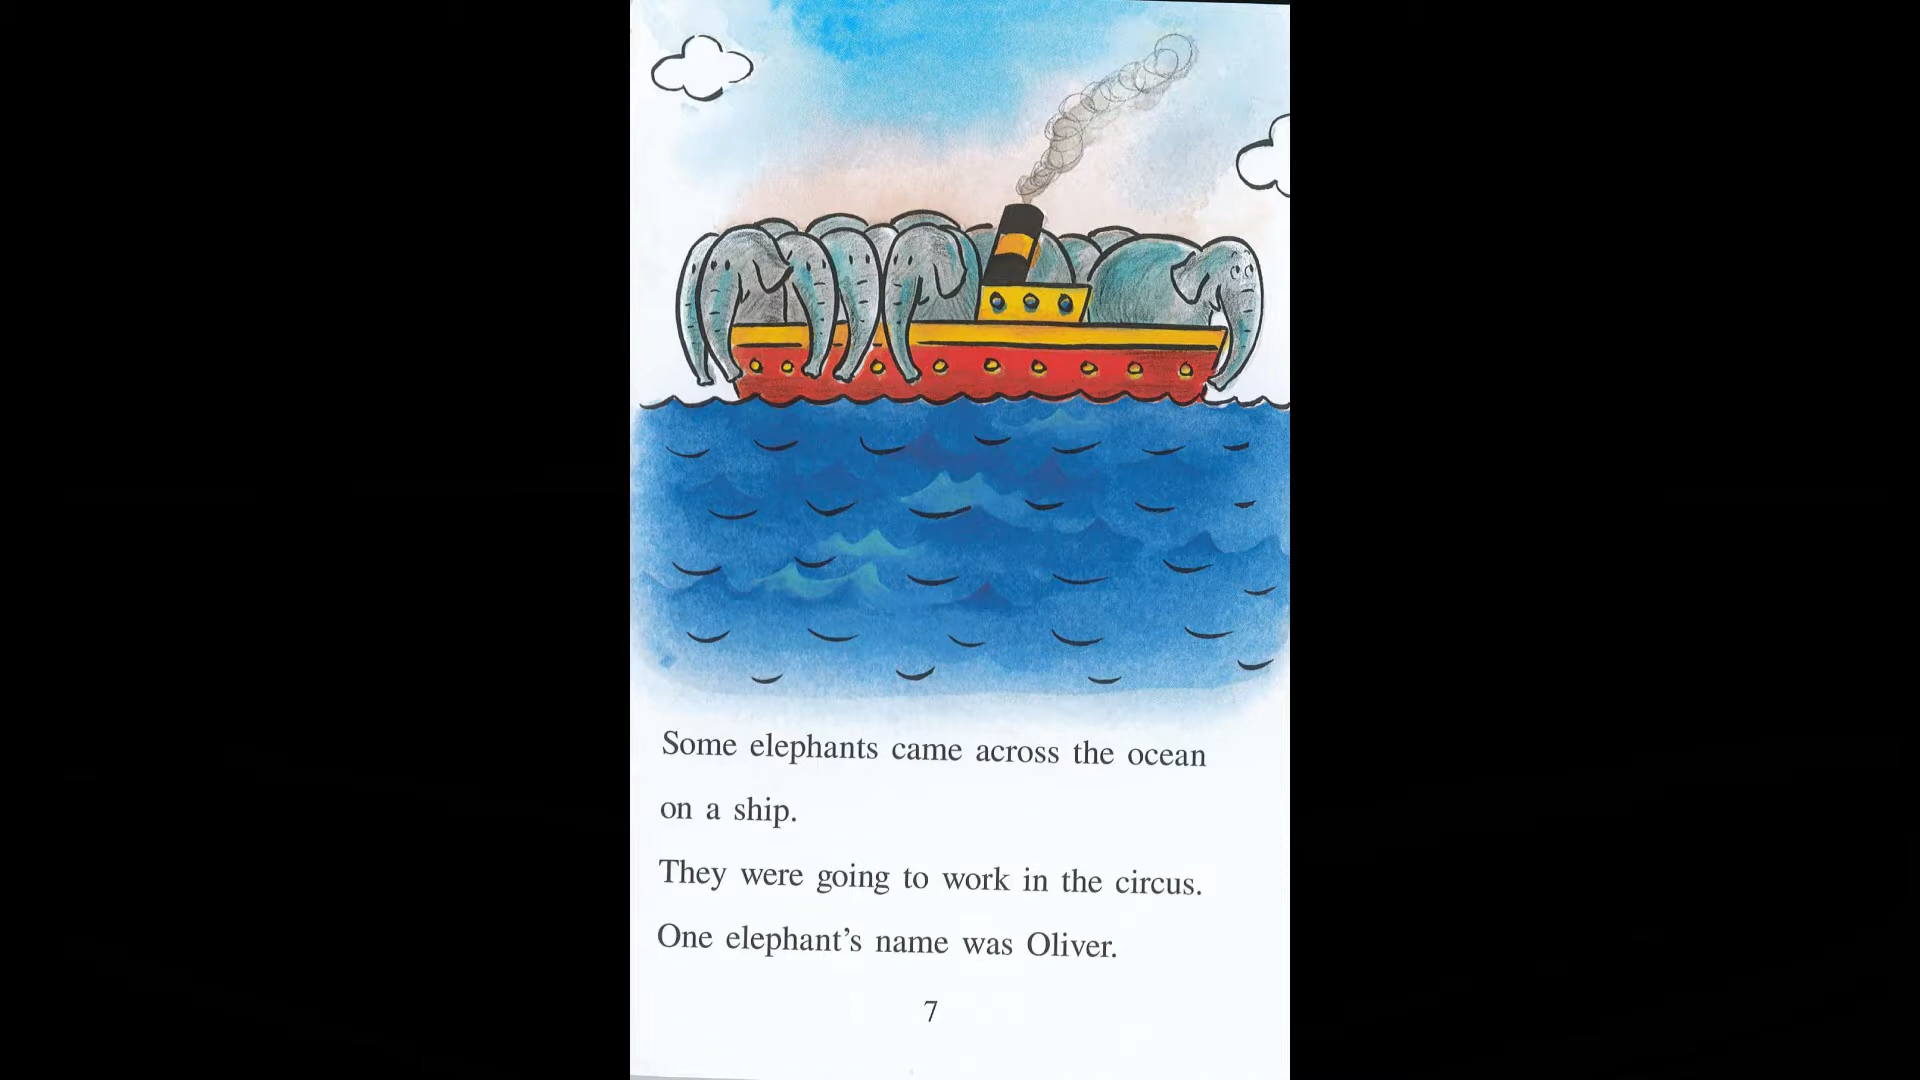 Some elephants came across the ocean
on a ship.
They were going to work in the circus.
One elephant’s name was Oliver.
7